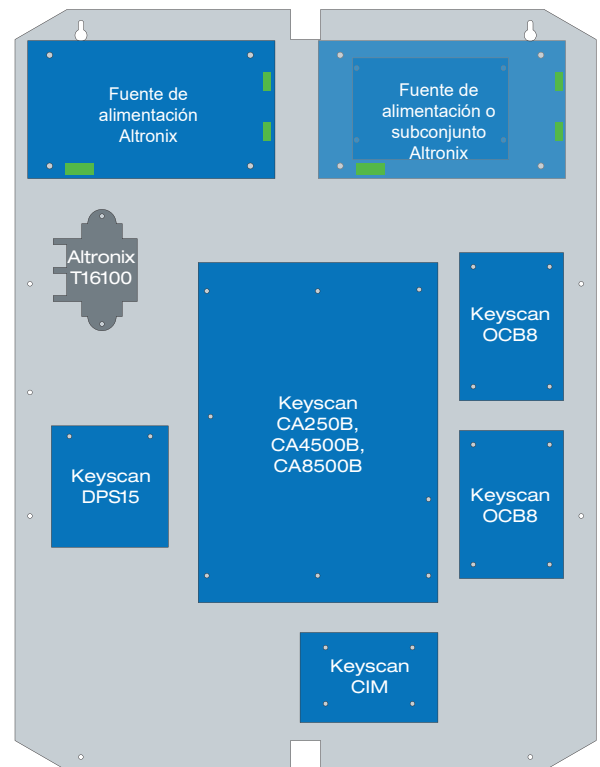 Fuente de
alimentación
Altronix
Fuente de
alimentación o
subconjunto
Altronix
Altronix
T16100
Keyscan
OCB8
Keyscan
CA250B,
CA4500B,
CA8500B
Keyscan
DPS15
Keyscan
OCB8
Keyscan
CIM